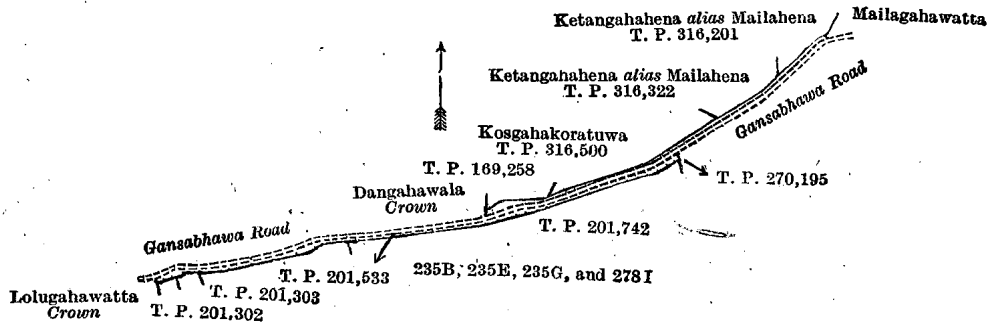 Ketangahahena alias Mailahena
T. P. 316,201
Mailagahawatta
Ketangahahena alias Mailahena
T. P. 316,322
Gansabhawa Road
Kosgahakoratuwa
T. P. 316,500
T. P. 169,258
T. P. 270,195
Dangahawala
Crown
T. P. 201,742
Gansabhawa Road
T. P. 201,533
235B, 235E, 235G, and 278I
Lolugahawatta
Crown
T. P. 201,303
T. P. 201,302